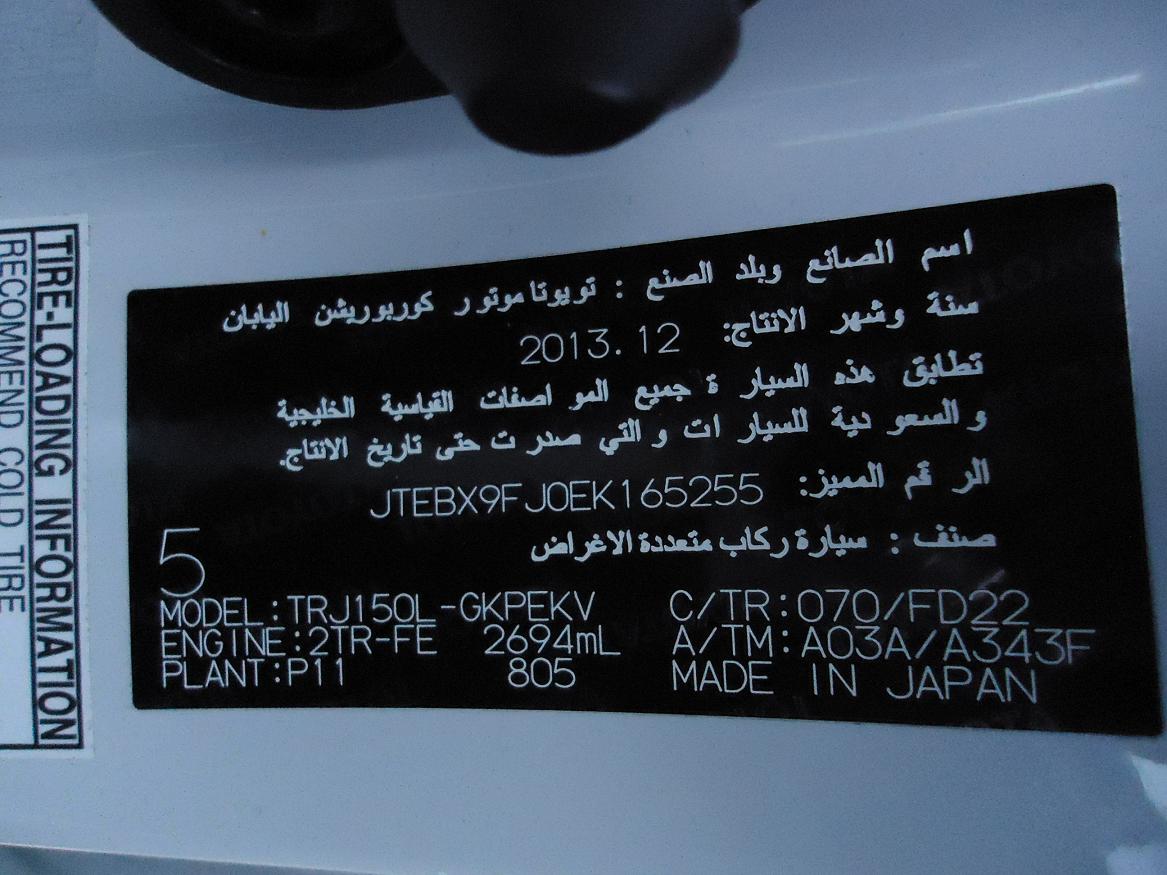 اسم الصانع وبلد الصنع : تويوتا موتور كوربوريشن اليابان
سنة وشهر الانتاج: 2013.12
تطابق هذه السيارة جميع المواصفات القياسية الخليجية
والسعودية للسيارات والتي صدرت حتى تاريخ الانتاج.
الرقم المميز: JTEBX9FJ0EK165255
صنف : سيارة ركاب متعددة الاغراض
5
MODEL:TRJ150L-GKPEKV C/TR:070/FD22
ENGINE:2TR-FE 2694mL A/TM:A03A/A343F
PLANT:P11 805 MADE IN JAPAN
TIRE-LOADING INFORMATION
RECOMMEND COLD TIRE